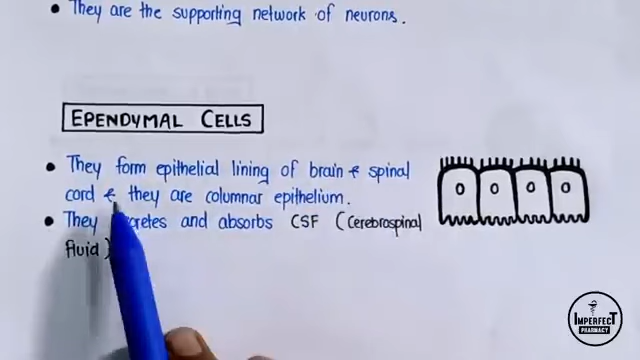 • They are the supporting network of neurons.
EPENDYMAL CELLS
• They form epithelial lining of brain & spinal
cord & they are columnar epithelium.
• They and absorbs CSF (Cerebrospinal
fluid)
IMPERFECT
PHARMACY